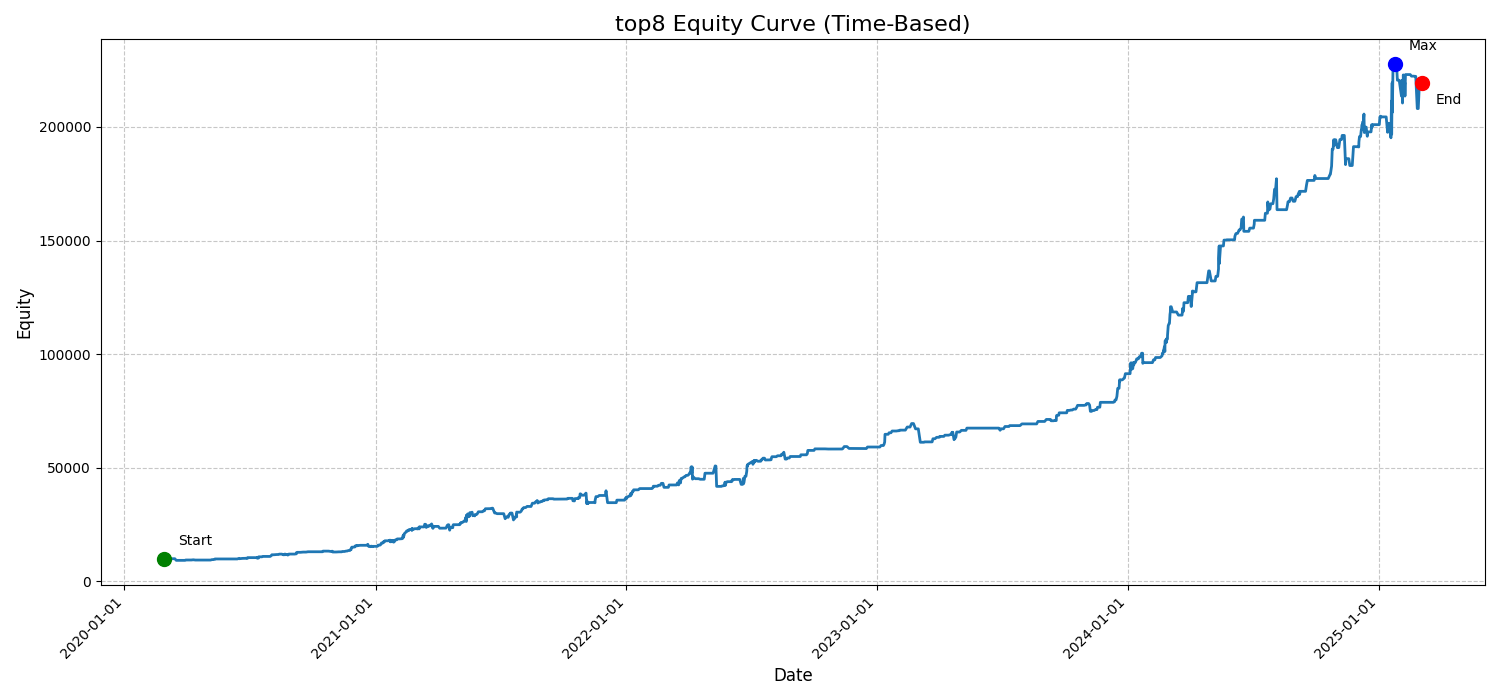 top8 Equity Curve (Time-Based)
Max
End
Start
Equity
200000
150000
100000
50000
0
2020-01-01
2021-01-01
2022-01-01
2023-01-01
2024-01-01
2025-01-01
Date